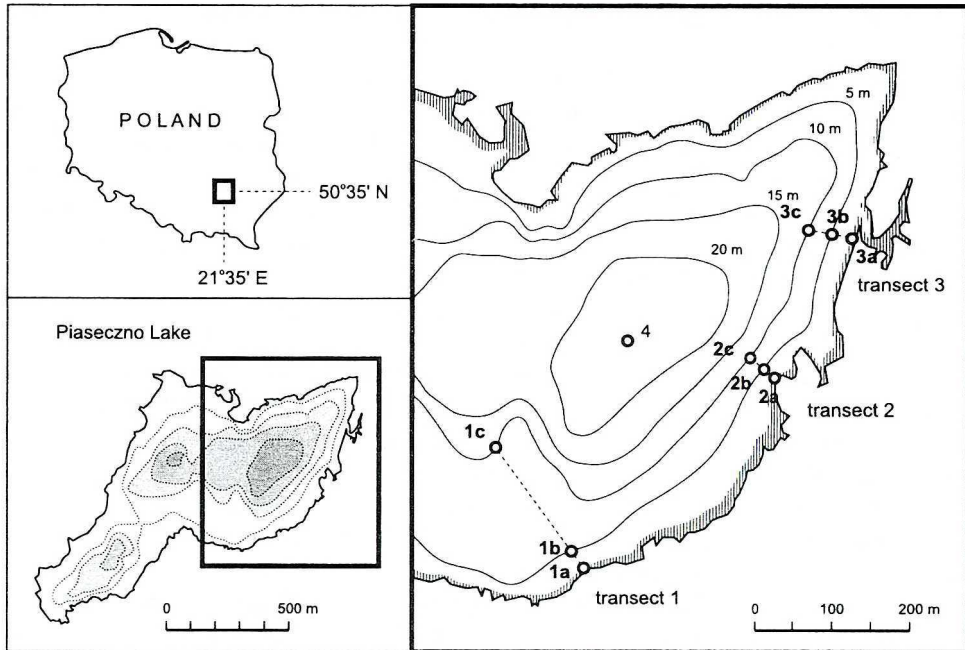 POLAND
50°35' N
21°35' E
Piaseczno Lake
0 500 m
5 m
10 m
15 m
20 m
3c
3b
3a
transect 3
4
2c
2b
2a
transect 2
1c
1b
1a
transect 1
0 100 200 m